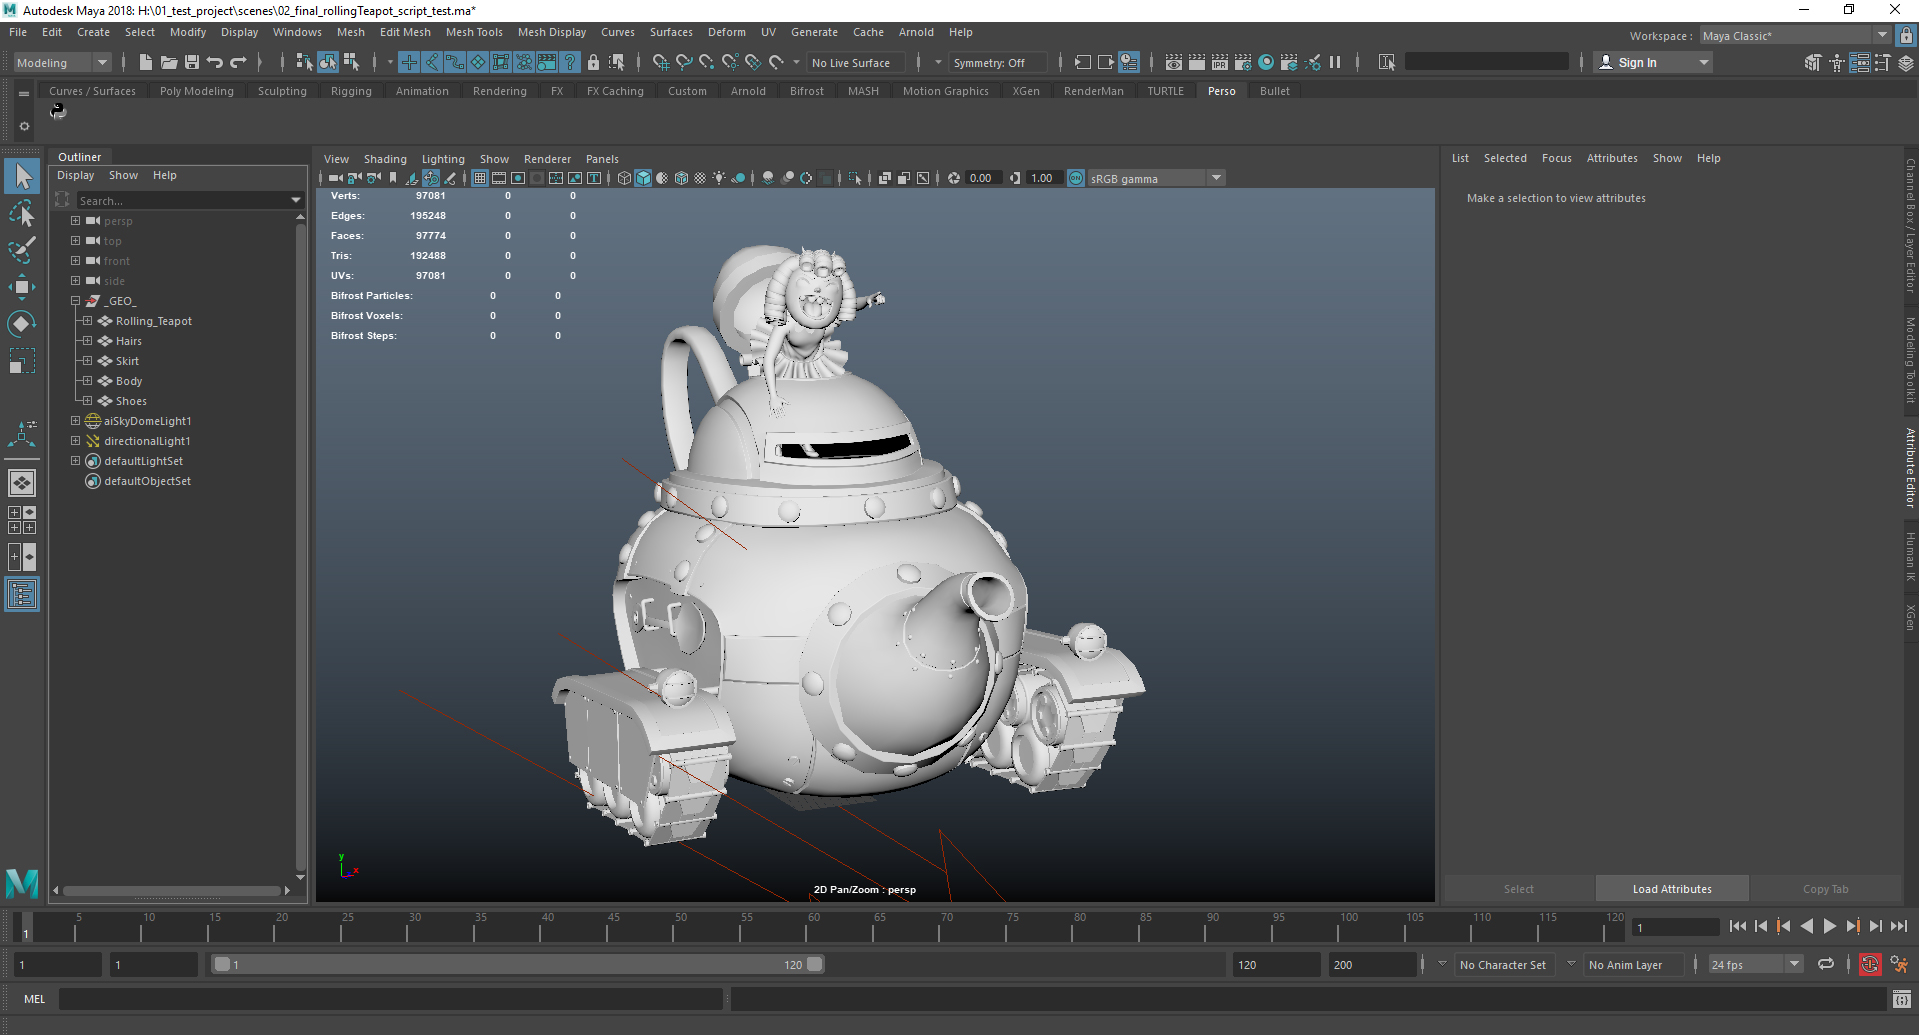 Autodesk Maya 2018: H:\01_test_project\scenes\02_final_rollingTeapot_script_test.ma*
File Edit Create Select Modify Display Windows Mesh Edit Mesh Mesh Tools Mesh Display Curves Surfaces Deform UV Generate Cache Arnold Help
Workspace : Maya Classic*
Modeling No Live Surface Symmetry: Off IPR Sign In
Curves / Surfaces Poly Modeling Sculpting Rigging Animation Rendering FX FX Caching Custom Arnold Bifrost MASH Motion Graphics XGen RenderMan TURTLE Perso Bullet
Outliner
Display Show Help
Search...
persp
top
front
side
_GEO_
Rolling_Teapot
Hairs
Skirt
Body
Shoes
aiSkyDomeLight1
directionalLight1
defaultLightSet
defaultObjectSet
View Shading Lighting Show Renderer Panels
0.00 1.00 ON sRGB gamma
Verts: 97081 0 0
Edges: 195248 0 0
Faces: 97774 0 0
Tris: 192488 0 0
UVs: 97081 0 0
Bifrost Particles: 0 0
Bifrost Voxels: 0 0
Bifrost Steps: 0 0
y
x
2D Pan/Zoom : persp
List Selected Focus Attributes Show Help
Make a selection to view attributes
Select Load Attributes Copy Tab
Channel Box / Layer Editor
Modeling Toolkit
Attribute Editor
Human IK
XGen
1 5 10 15 20 25 30 35 40 45 50 55 60 65 70 75 80 85 90 95 100 105 110 115 120
1
1 1 1 120 120 200 No Character Set No Anim Layer 24 fps
MEL